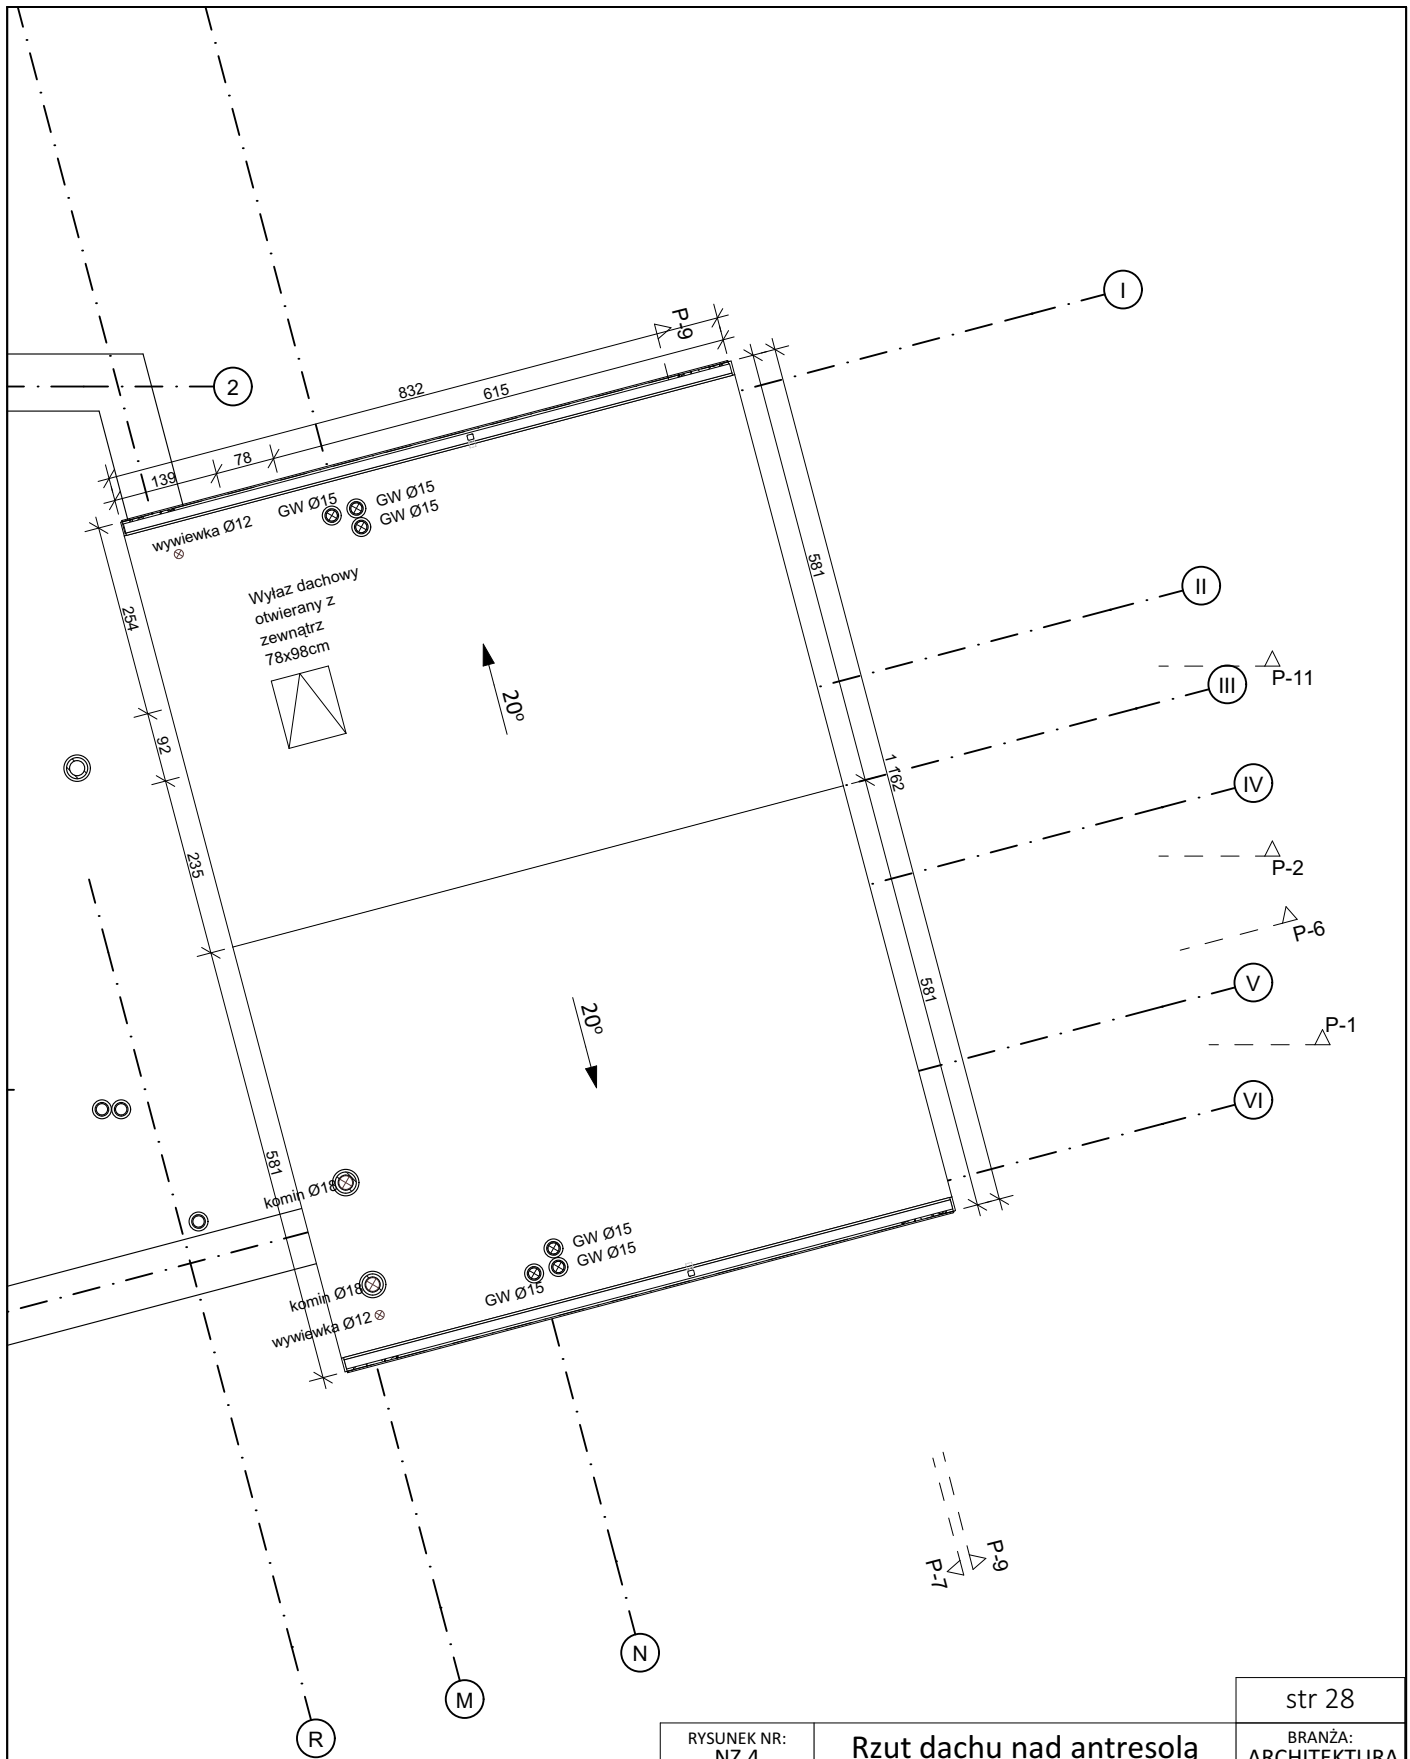 I
P-9
2
832
615
78
139
GW Ø15
GW Ø15
GW Ø15
wywiewka Ø12
Wyłaz dachowy
otwierany z
zewnątrz
78x98cm
254
581
II
P-11
III
20º
92
1 162
IV
235
P-2
P-6
V
581
20º
P-1
VI
581
komin Ø18
GW Ø15
GW Ø15
GW Ø15
komin Ø18
wywiewka Ø12
P-9
P-7
N
M
R
str 28
RYSUNEK NR:
NZ 4
Rzut dachu nad antresolą
BRANŻA:
ARCHITEKTURA